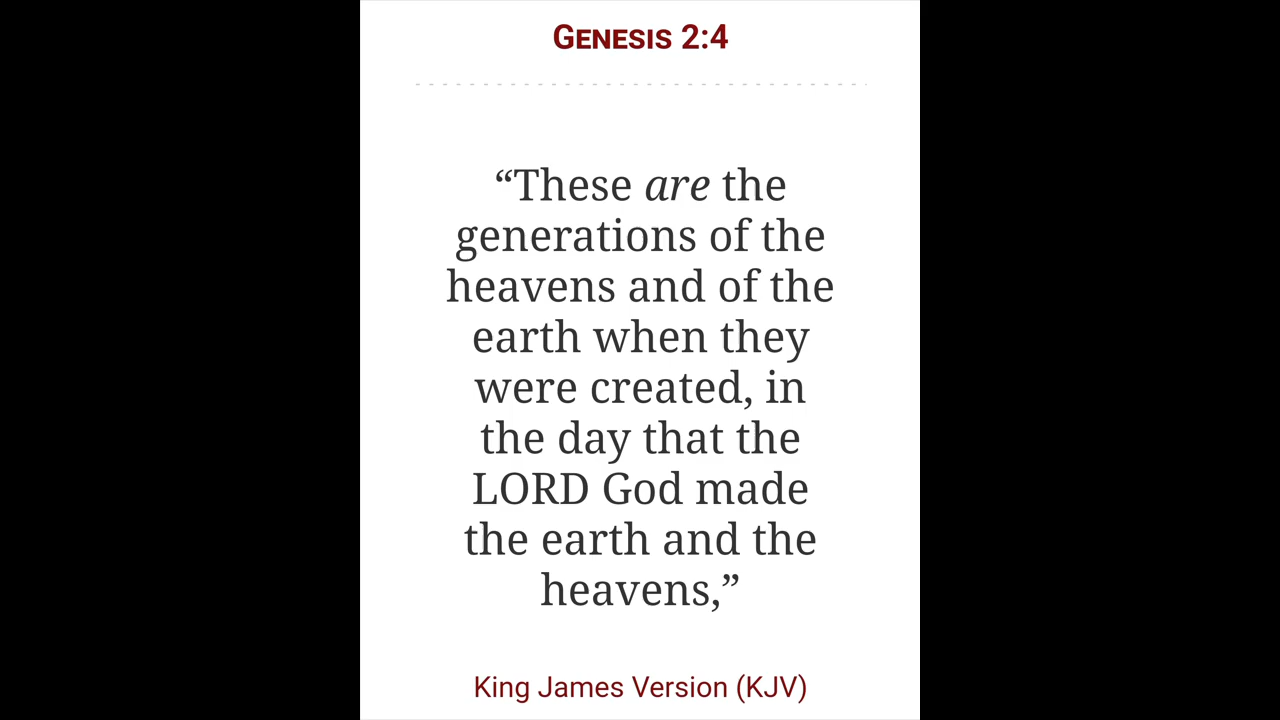 GENESIS 2:4
“These are the
generations of the
heavens and of the
earth when they
were created, in
the day that the
LORD God made
the earth and the
heavens,”
King James Version (KJV)